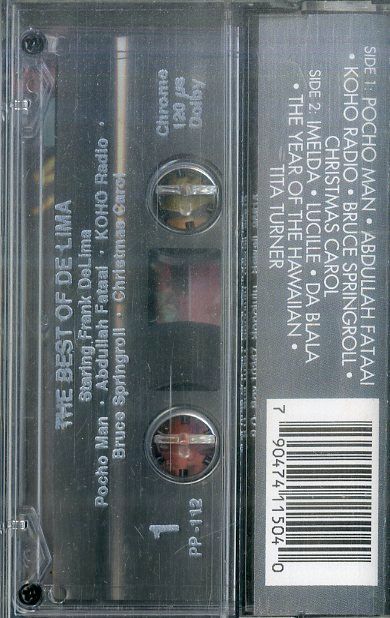 THE BEST OF DE LIMA
Staring Frank DeLima
Pocho Man • Abdullah Fataai • KOHO Radio •
Bruce Springroll • Christmas Carol
Chrome
120 µs
Dolby
1
PP-112
SIDE 1: POCHO MAN • ABDULLAH FATAAI
• KOHO RADIO • BRUCE SPRINGROLL •
CHRISTMAS CAROL
SIDE 2: IMELDA • LUCILLE • DA BLALA
• THE YEAR OF THE HAWAIIAN •
TITA TURNER
7 90474 11504 0